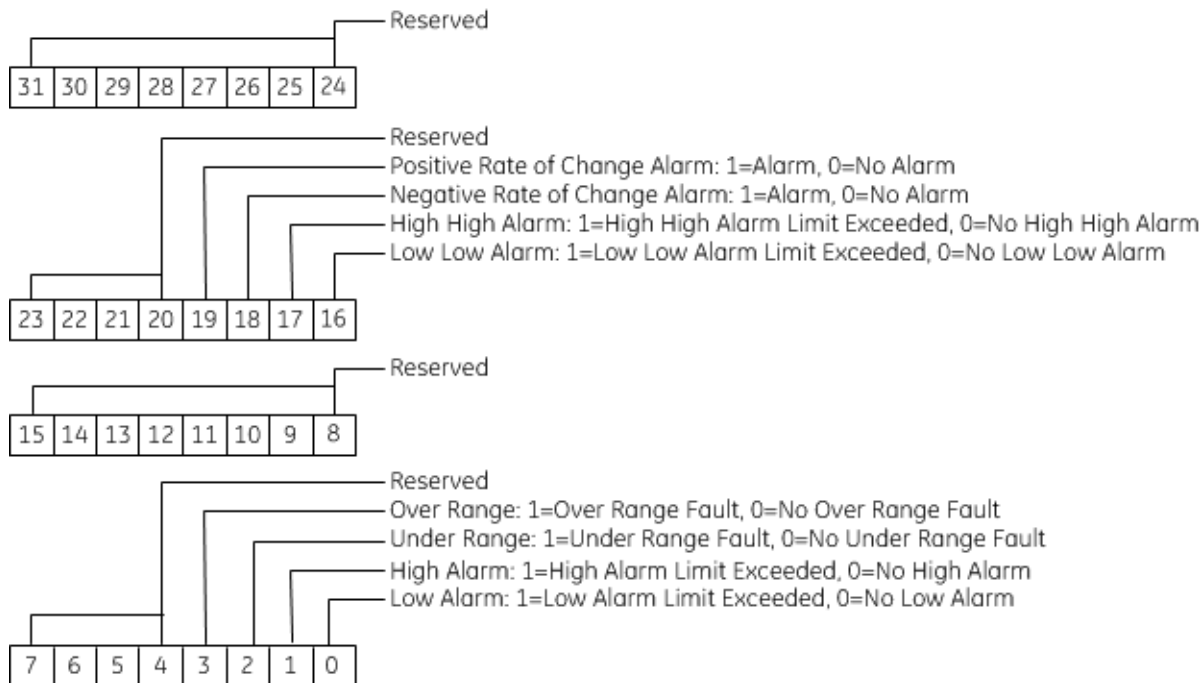 Reserved
31 30 29 28 27 26 25 24
Reserved
Positive Rate of Change Alarm: 1=Alarm, 0=No Alarm
Negative Rate of Change Alarm: 1=Alarm, 0=No Alarm
High High Alarm: 1=High High Alarm Limit Exceeded, 0=No High High Alarm
Low Low Alarm: 1=Low Low Alarm Limit Exceeded, 0=No Low Low Alarm
23 22 21 20 19 18 17 16
Reserved
15 14 13 12 11 10 9 8
Reserved
Over Range: 1=Over Range Fault, 0=No Over Range Fault
Under Range: 1=Under Range Fault, 0=No Under Range Fault
High Alarm: 1=High Alarm Limit Exceeded, 0=No High Alarm
Low Alarm: 1=Low Alarm Limit Exceeded, 0=No Low Alarm
7 6 5 4 3 2 1 0